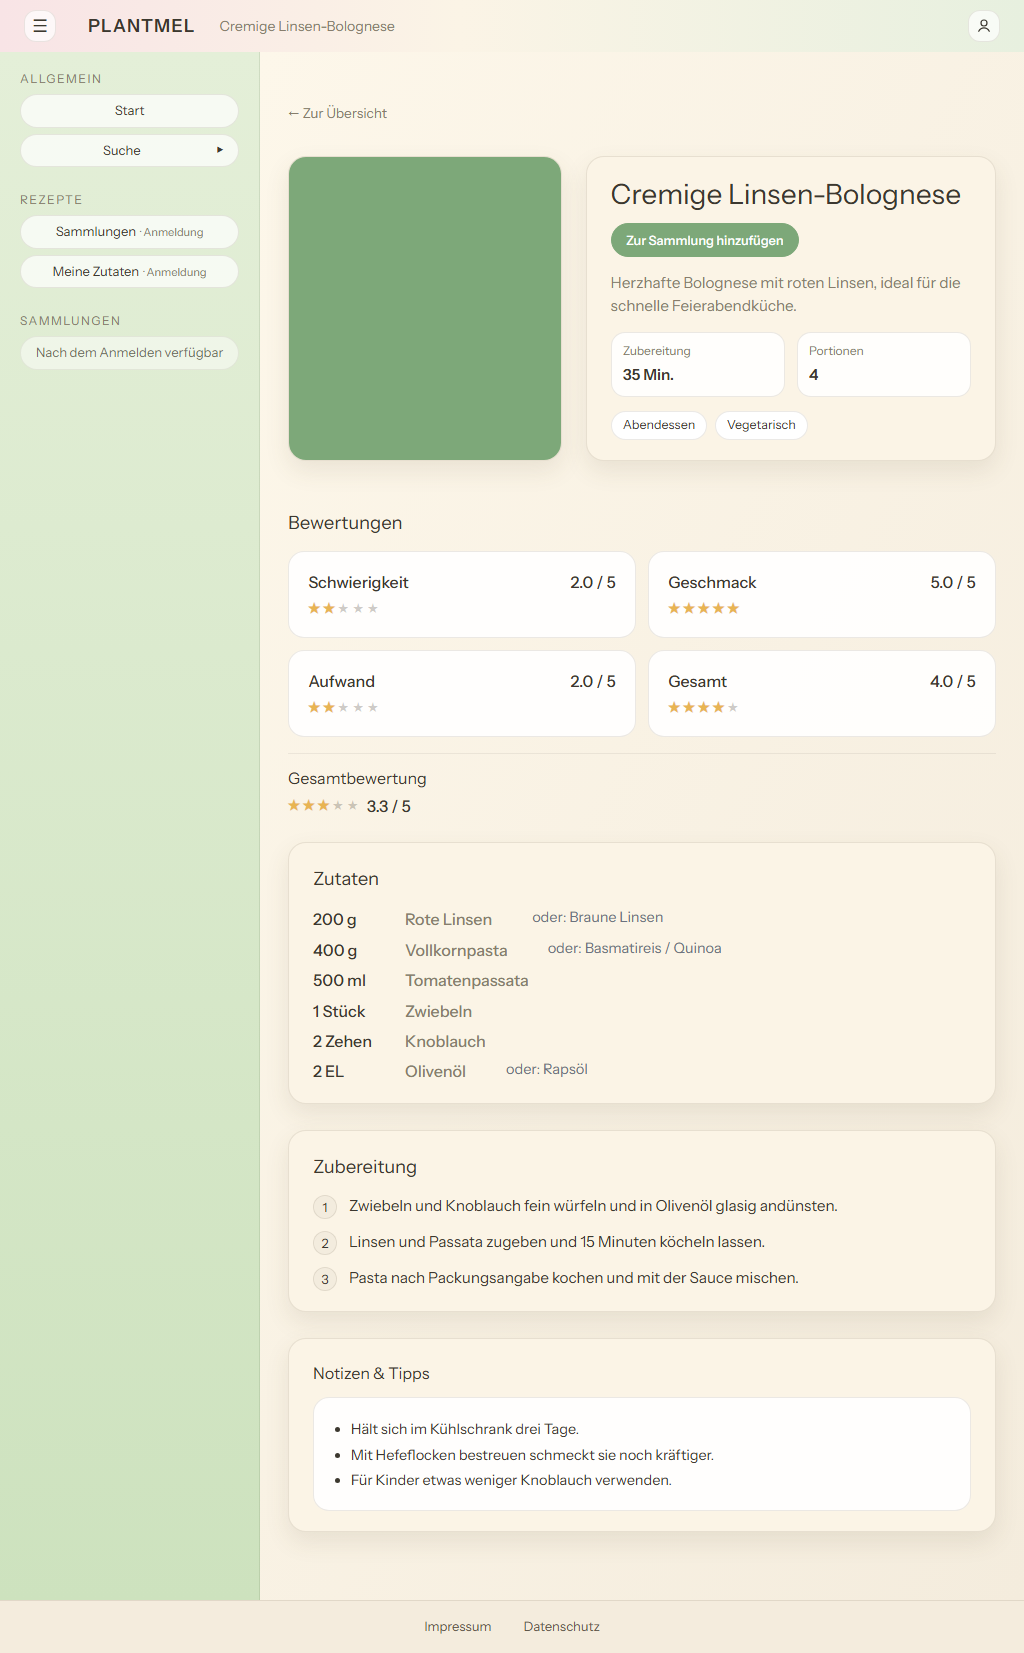 PLANTMEL
Cremige Linsen-Bolognese
ALLGEMEIN
Start
Suche
REZEPTE
Sammlungen · Anmeldung
Meine Zutaten · Anmeldung
SAMMLUNGEN
Nach dem Anmelden verfügbar
← Zur Übersicht
Cremige Linsen-Bolognese
Zur Sammlung hinzufügen
Herzhafte Bolognese mit roten Linsen, ideal für die
schnelle Feierabendküche.
Zubereitung
35 Min.
Portionen
4
Abendessen
Vegetarisch
Bewertungen
Schwierigkeit 2.0 / 5
Geschmack 5.0 / 5
Aufwand 2.0 / 5
Gesamt 4.0 / 5
Gesamtbewertung
3.3 / 5
Zutaten
200 g Rote Linsen oder: Braune Linsen
400 g Vollkornpasta oder: Basmatireis / Quinoa
500 ml Tomatenpassata
1 Stück Zwiebeln
2 Zehen Knoblauch
2 EL Olivenöl oder: Rapsöl
Zubereitung
1 Zwiebeln und Knoblauch fein würfeln und in Olivenöl glasig andünsten.
2 Linsen und Passata zugeben und 15 Minuten köcheln lassen.
3 Pasta nach Packungsangabe kochen und mit der Sauce mischen.
Notizen & Tipps
• Hält sich im Kühlschrank drei Tage.
• Mit Hefeflocken bestreuen schmeckt sie noch kräftiger.
• Für Kinder etwas weniger Knoblauch verwenden.
Impressum Datenschutz